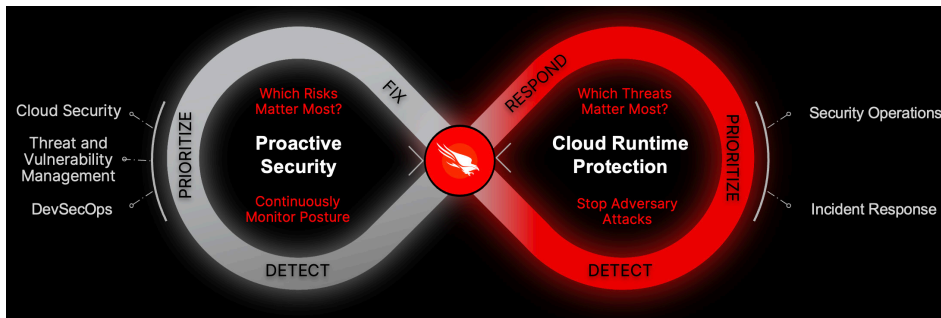 Cloud Security
Threat and
Vulnerability
Management
DevSecOps
PRIORITIZE
FIX
DETECT
Which Risks
Matter Most?
Proactive
Security
Continuously
Monitor Posture
RESPOND
PRIORITIZE
DETECT
Which Threats
Matter Most?
Cloud Runtime
Protection
Stop Adversary
Attacks
Security Operations
Incident Response